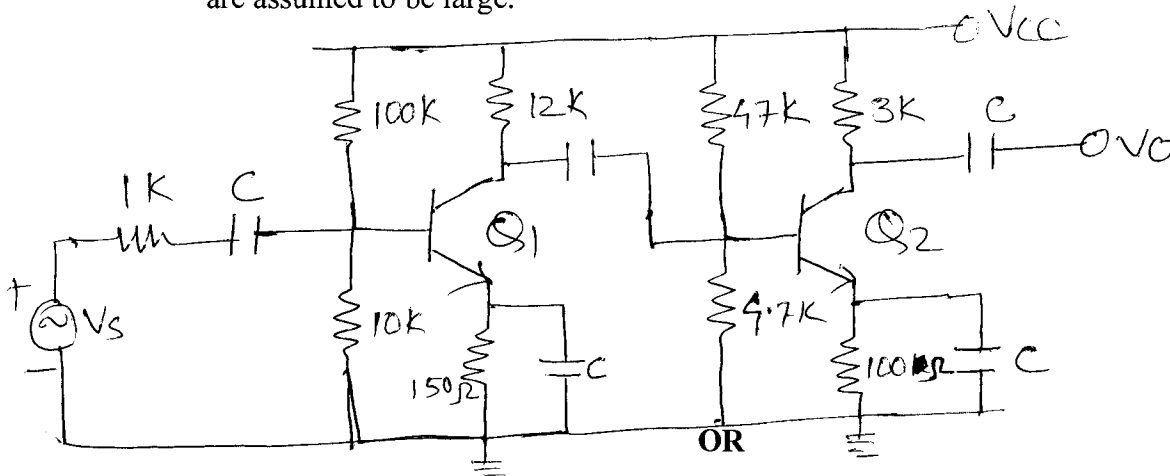 are assumed to be large.
VCC
100K
12K
47K
3K
C
VO
1K
C
Q1
Q2
+
VS
-
10K
150Ω
C
4.7K
100Ω
C
OR